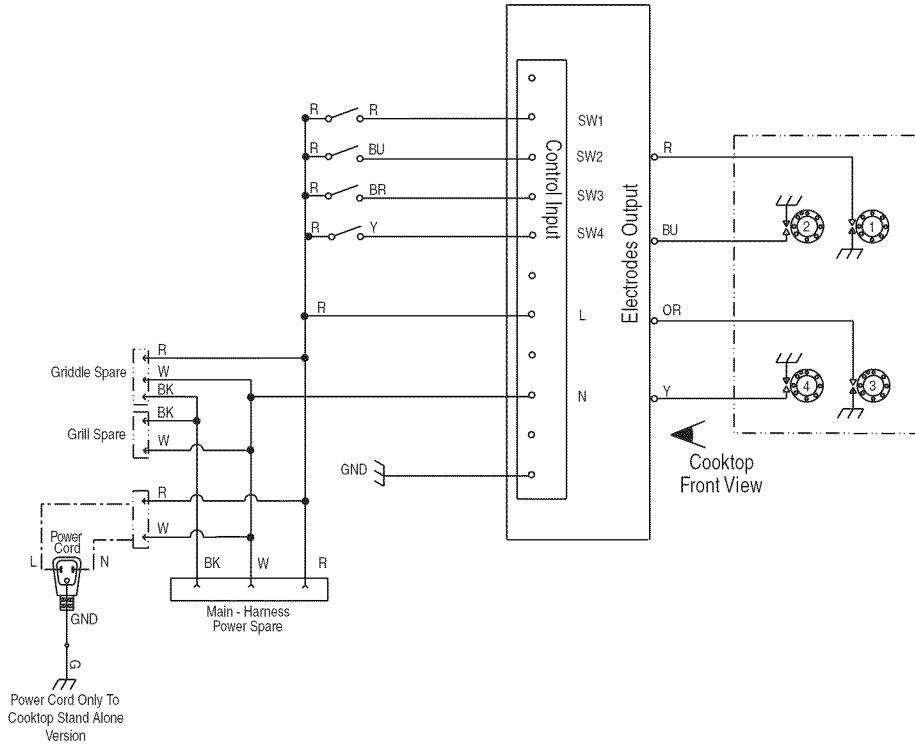 R
R
SW1
R
BU
SW2
R
BR
SW3
R
Y
SW4
Control Input
Electrodes Output
R
BU
OR
Y
2
1
4
3
R
L
N
GND
Cooktop
Front View
Griddle Spare
R
W
BK
Grill Spare
BK
W
R
W
Power
Cord
L
N
GND
G
BK
W
R
Main - Harness
Power Spare
Power Cord Only To
Cooktop Stand Alone
Version